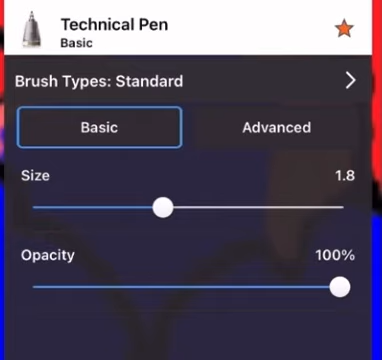 Technical Pen
Basic
Brush Types: Standard
Basic Advanced
Size 1.8
Opacity 100%